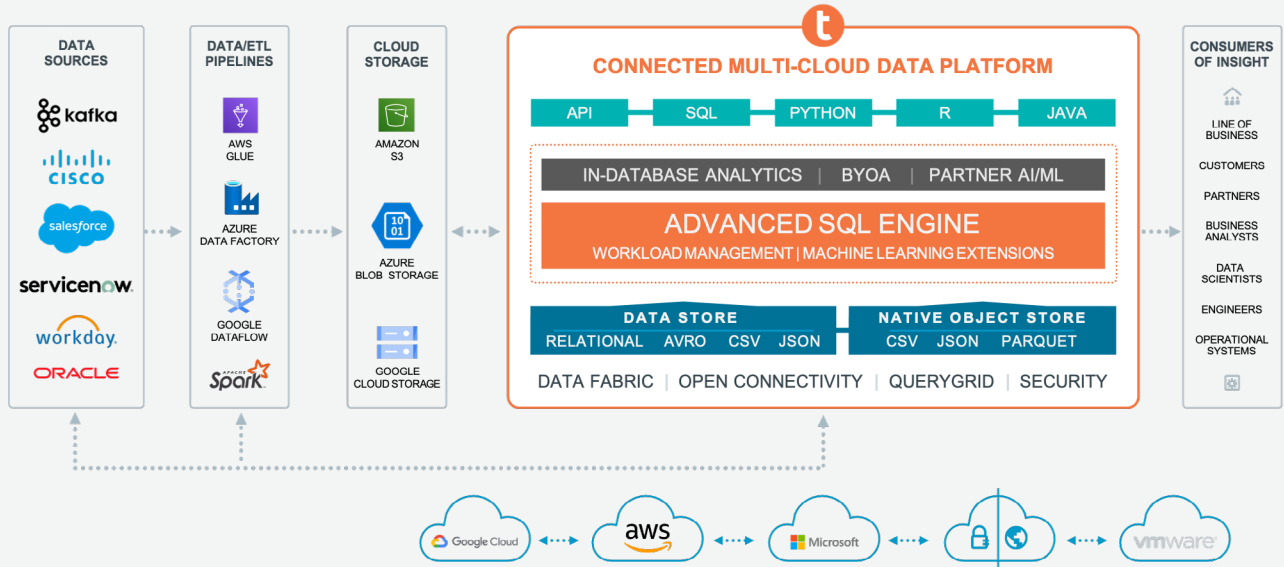 DATA
SOURCES
kafka
CISCO
salesforce
servicenow.
workday.
ORACLE
DATA/ETL
PIPELINES
AWS
GLUE
AZURE
DATA FACTORY
GOOGLE
DATAFLOW
APACHE
Spark
CLOUD
STORAGE
AMAZON
S3
10
01
AZURE
BLOB STORAGE
GOOGLE
CLOUD STORAGE
t
CONNECTED MULTI-CLOUD DATA PLATFORM
API SQL PYTHON R JAVA
IN-DATABASE ANALYTICS | BYOA | PARTNER AI/ML
ADVANCED SQL ENGINE
WORKLOAD MANAGEMENT | MACHINE LEARNING EXTENSIONS
DATA STORE
RELATIONAL AVRO CSV JSON
NATIVE OBJECT STORE
CSV JSON PARQUET
DATA FABRIC | OPEN CONNECTIVITY | QUERYGRID | SECURITY
CONSUMERS
OF INSIGHT
LINE OF
BUSINESS
CUSTOMERS
PARTNERS
BUSINESS
ANALYSTS
DATA
SCIENTISTS
ENGINEERS
OPERATIONAL
SYSTEMS
Google Cloud
aws
Microsoft
vmware